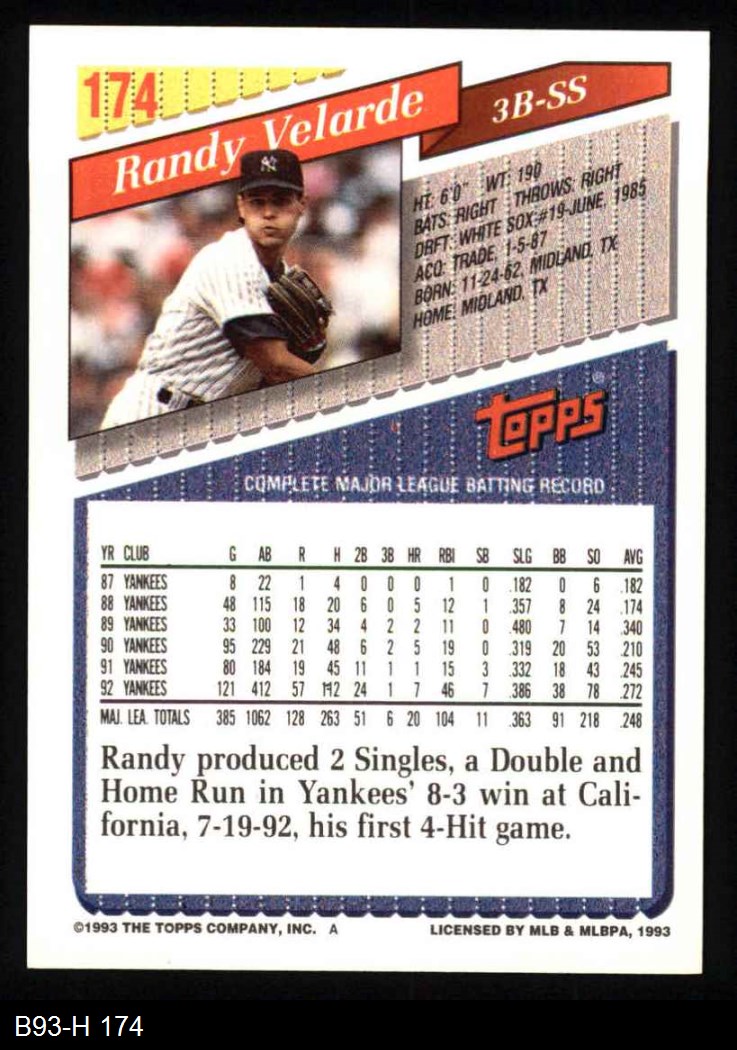 174
Randy Velarde
3B-SS
HT: 6'0" WT: 190
BATS: RIGHT THROWS: RIGHT
DRFT: WHITE SOX #19-JUNE, 1985
ACQ: TRADE, 1-5-87
BORN: 11-24-62, MIDLAND, TX
HOME: MIDLAND, TX
topps®
COMPLETE MAJOR LEAGUE BATTING RECORD
YR CLUB G AB R H 2B 3B HR RBI SB SLG BB SO AVG
87 YANKEES 8 22 1 4 0 0 0 1 0 .182 0 6 .182
88 YANKEES 48 115 18 20 6 0 5 12 1 .357 8 24 .174
89 YANKEES 33 100 12 34 4 2 2 11 0 .480 7 14 .340
90 YANKEES 95 229 21 48 6 2 5 19 0 .319 20 53 .210
91 YANKEES 80 184 19 45 11 1 1 15 3 .332 18 43 .245
92 YANKEES 121 412 57 112 24 1 7 46 7 .386 38 78 .272
MAJ. LEA. TOTALS 385 1062 128 263 51 6 20 104 11 .363 91 218 .248
Randy produced 2 Singles, a Double and
Home Run in Yankees' 8-3 win at Cali-
fornia, 7-19-92, his first 4-Hit game.
©1993 THE TOPPS COMPANY, INC. A LICENSED BY MLB & MLBPA, 1993
B93-H 174